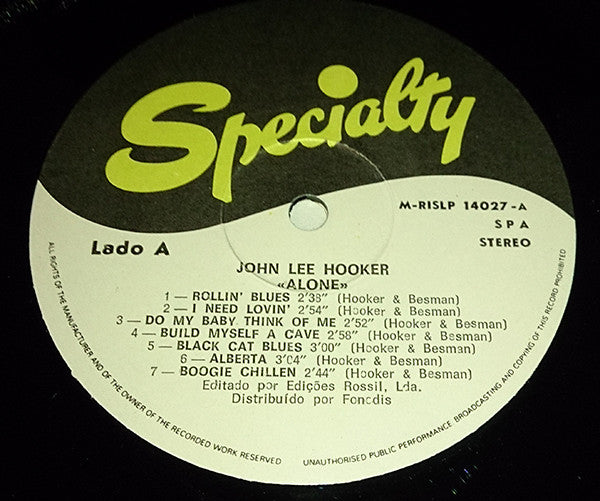 Specialty
M-RISLP 14027-A
SPA
STEREO
Lado A
JOHN LEE HOOKER
«ALONE»
1 — ROLLIN' BLUES 2'38" (Hooker & Besman)
2 — I NEED LOVIN' 2'54" (Hooker & Besman)
3 — DO MY BABY THINK OF ME 2'52" (Hooker & Besman)
4 — BUILD MYSELF A CAVE 2'58" (Hooker & Besman)
5 — BLACK CAT BLUES 3'00" (Hooker & Besman)
6 — ALBERTA 3'04" (Hooker & Besman)
7 — BOOGIE CHILLEN 2'44" (Hooker & Besman)
Editado por Edições Rossil, Lda.
Distribuído por Foncdis
ALL RIGHTS OF THE MANUFACTURER AND OF THE OWNER OF THE RECORDED WORK RESERVED
UNAUTHORISED PUBLIC PERFORMANCE BROADCASTING AND COPYING OF THIS RECORD PROHIBITED